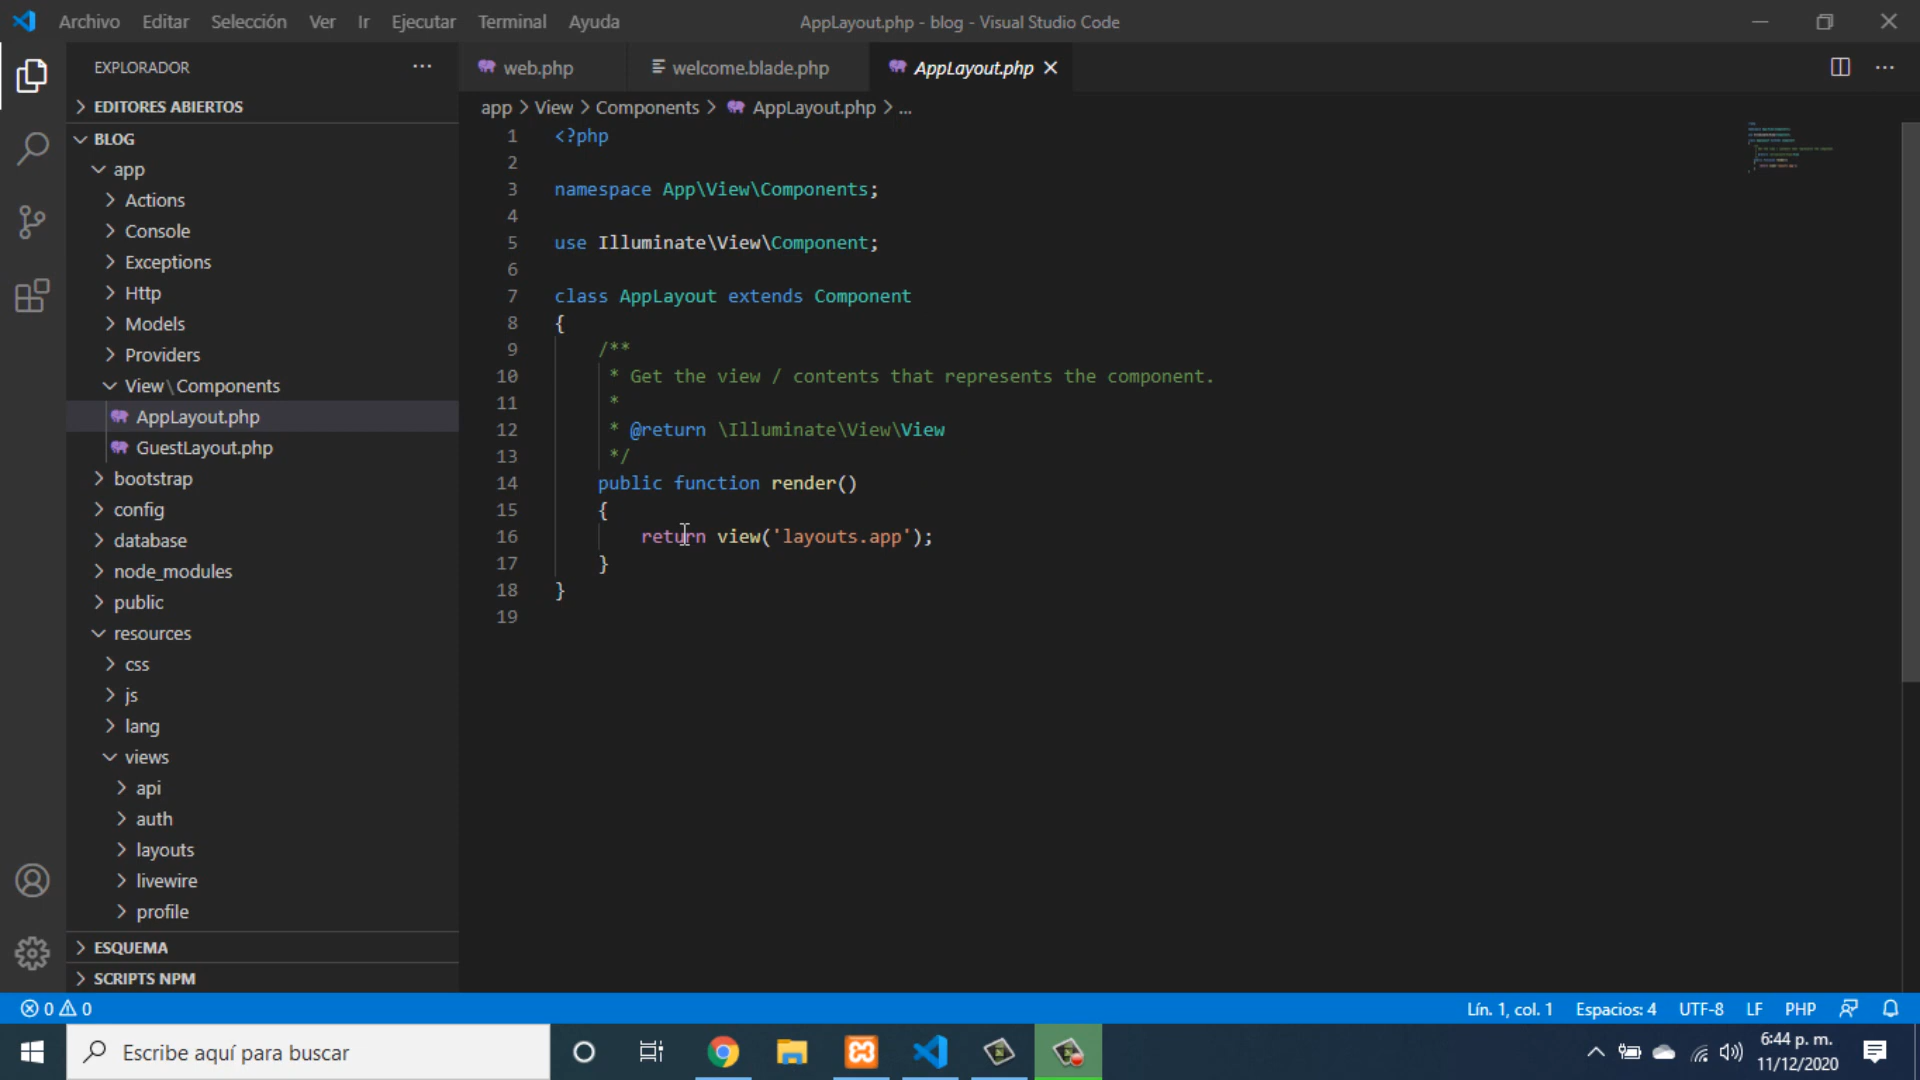 Archivo Editar Selección Ver Ir Ejecutar Terminal Ayuda AppLayout.php - blog - Visual Studio Code
EXPLORADOR ...
EDITORES ABIERTOS
BLOG
app
Actions
Console
Exceptions
Http
Models
Providers
View\Components
AppLayout.php
GuestLayout.php
bootstrap
config
database
node_modules
public
resources
css
js
lang
views
api
auth
layouts
livewire
profile
ESQUEMA
SCRIPTS NPM
web.php welcome.blade.php AppLayout.php
app > View > Components > AppLayout.php > ...
1 <?php
2
3 namespace App\View\Components;
4
5 use Illuminate\View\Component;
6
7 class AppLayout extends Component
8 {
9 /**
10 * Get the view / contents that represents the component.
11 *
12 * @return \Illuminate\View\View
13 */
14 public function render()
15 {
16 return view('layouts.app');
17 }
18 }
19
0 0 Lín. 1, col. 1 Espacios: 4 UTF-8 LF PHP
Escribe aquí para buscar
6:44 p. m.
11/12/2020